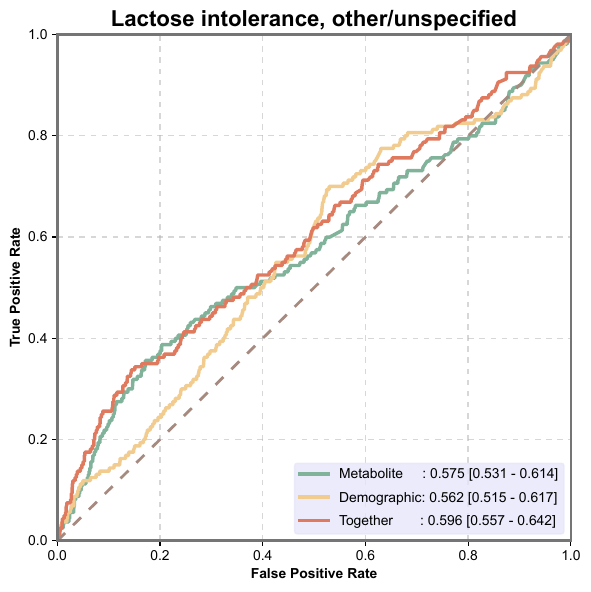 Lactose intolerance, other/unspecified
1.0
0.8
0.6
0.4
0.2
0.0
True Positive Rate
Metabolite : 0.575 [0.531 - 0.614]
Demographic: 0.562 [0.515 - 0.617]
Together : 0.596 [0.557 - 0.642]
0.0 0.2 0.4 0.6 0.8 1.0
False Positive Rate